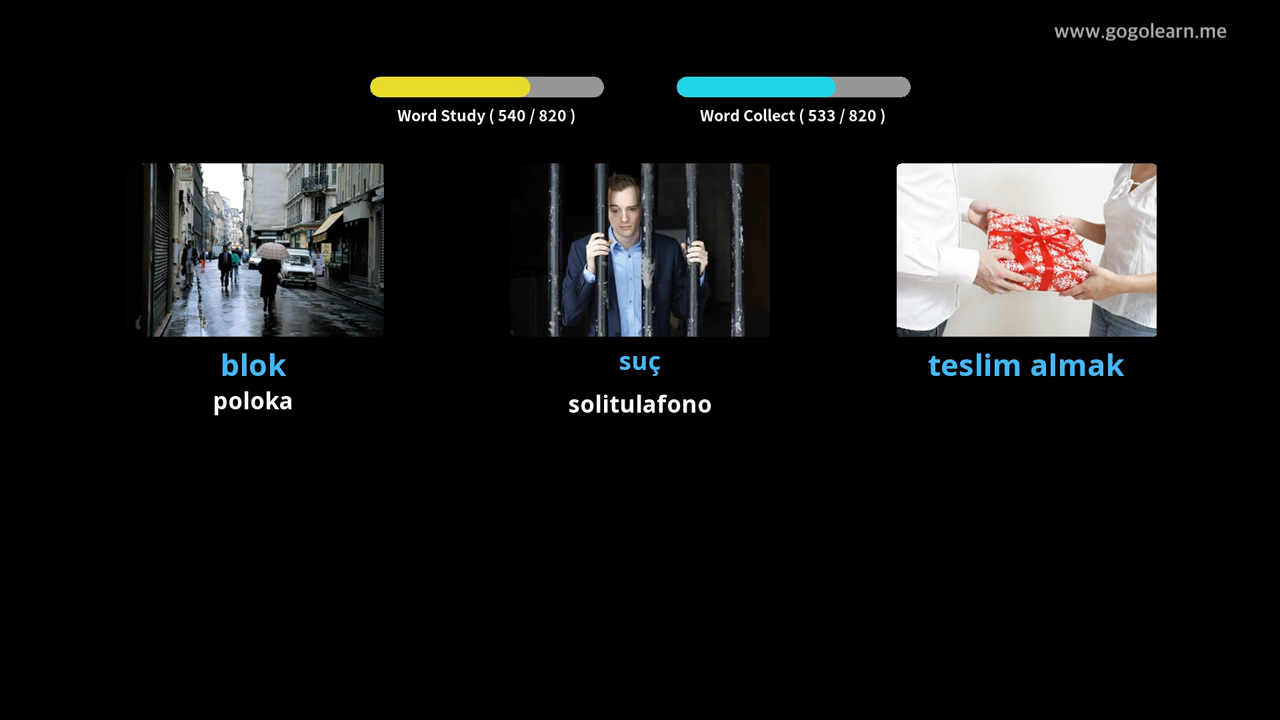 www.gogolearn.me
Word Study ( 540 / 820 )
Word Collect ( 533 / 820 )
blok
poloka
suç
solitulafono
teslim almak